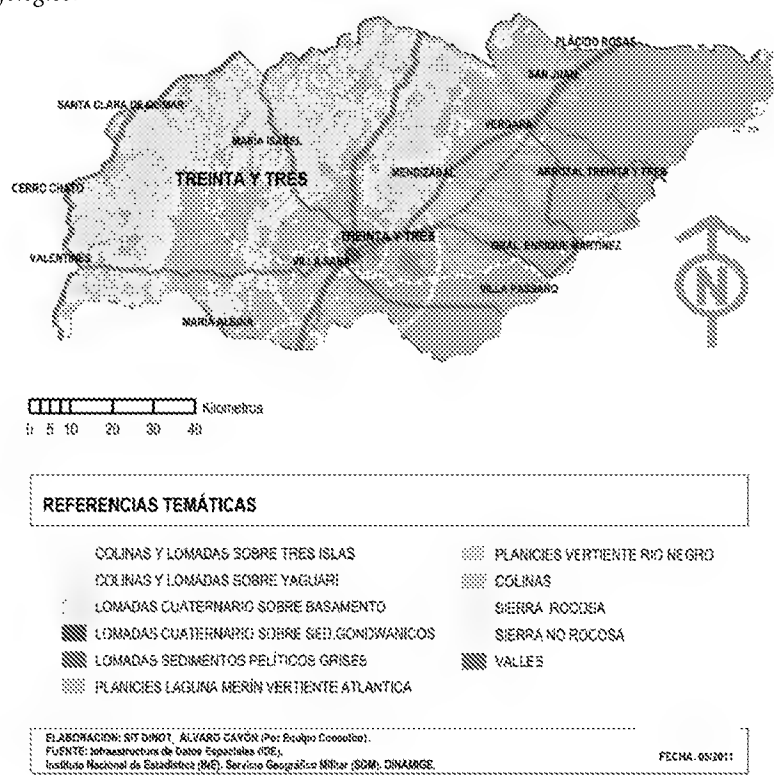 SANTA CLARA DE OLIMAR
PLÁCIDO ROSAS
SAN JUAN
VERGARA
MARÍA ISABEL
TREINTA Y TRES
MENDIZÁBAL
ARROZAL TREINTA Y TRES
CERRO CHATO
TREINTA Y TRES
GRAL. ENRIQUE MARTÍNEZ
VALENTINES
VILLA SARA
VILLA PASSANO
MARÍA ALBINA
N
Kilometros
0 5 10 20 30 40
REFERENCIAS TEMÁTICAS
COLINAS Y LOMADAS SOBRE TRES ISLAS
COLINAS Y LOMADAS SOBRE YAGUARI
LOMADAS CUATERNARIO SOBRE BASAMENTO
LOMADAS CUATERNARIO SOBRE SED.GONDWANICOS
LOMADAS SEDIMENTOS PELÍTICOS GRISES
PLANICIES LAGUNA MERÍN VERTIENTE ATLANTICA
PLANICIES VERTIENTE RIO NEGRO
COLINAS
SIERRA ROCOSA
SIERRA NO ROCOSA
VALLES
ELABORACION: SIT DINOT, ALVARO CAYÓN (Por Equipo Consultor).
FUENTE: Infraestructura de Datos Espaciales (IDE),
Instituto Nacional de Estadística (INE), Servicio Geográfico Militar (SGM), DINAMIGE.
FECHA: 05/2011